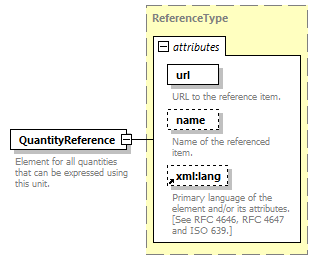 ReferenceType
attributes
url
URL to the reference item.
name
Name of the referenced
item.
xml:lang
Primary language of the
element and/or its attributes.
[See RFC 4646, RFC 4647
and ISO 639.]
QuantityReference
Element for all quantities
that can be expressed using
this unit.